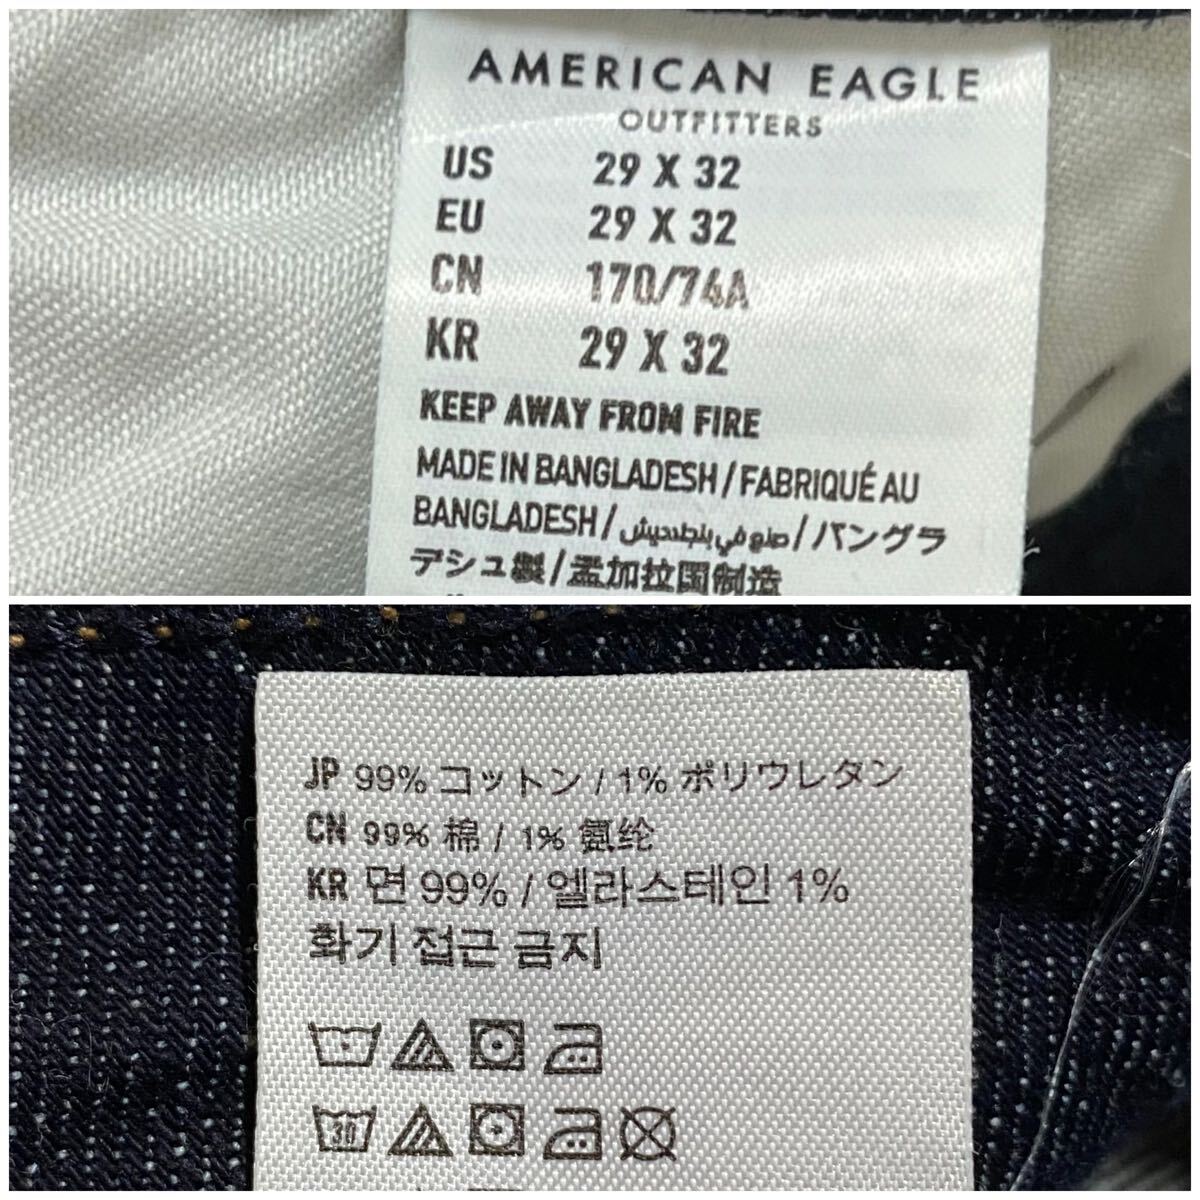 AMERICAN EAGLE
OUTFITTERS
US 29 X 32
EU 29 X 32
CN 170/74A
KR 29 X 32
KEEP AWAY FROM FIRE
MADE IN BANGLADESH / FABRIQUÉ AU
BANGLADESH / صنع في بنغلاديش / バングラ
デシュ製 / 孟加拉国制造
JP 99% コットン / 1% ポリウレタン
CN 99% 棉 / 1% 氨纶
KR 면 99% / 엘라스테인 1%
화기 접근 금지
30